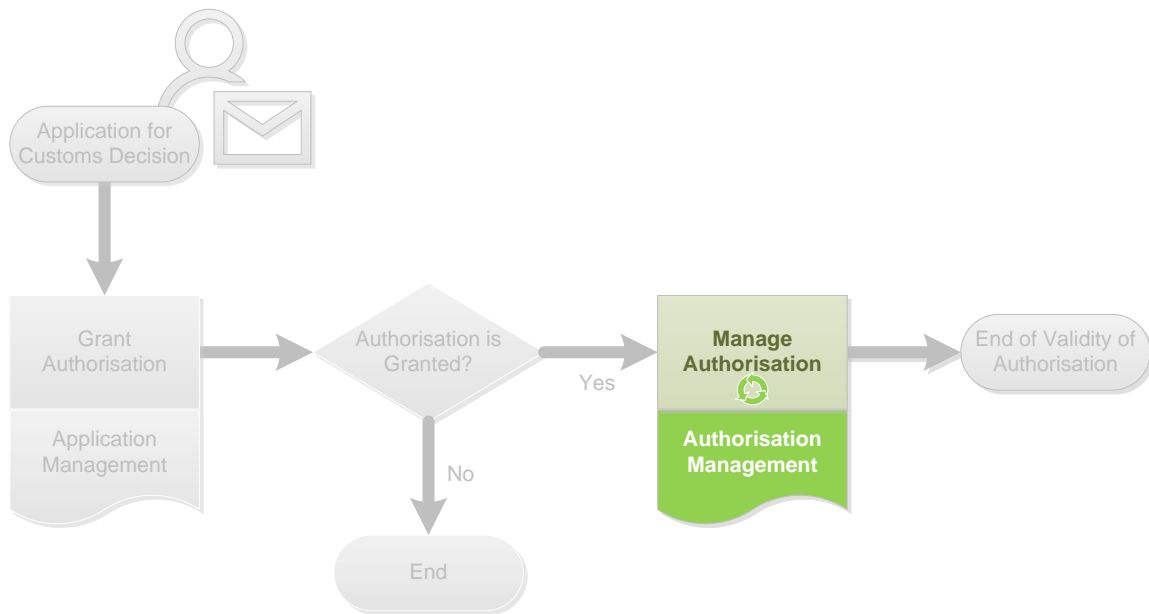 Application for
Customs Decision
Grant
Authorisation
Application
Management
Authorisation is
Granted?
Yes
No
End
Manage
Authorisation
Authorisation
Management
End of Validity of
Authorisation